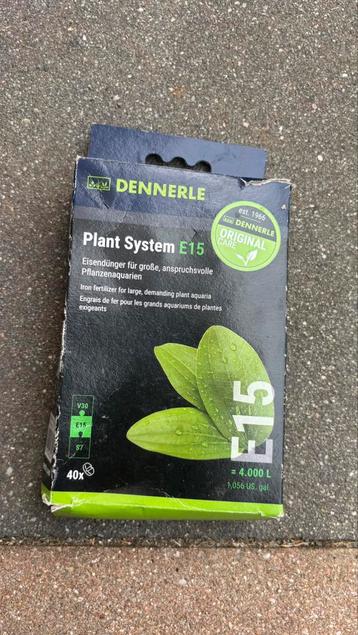 DENNERLE
est. 1966
DENNERLE
ORIGINAL
CARE
Plant System E15
Eisendünger für große, anspruchsvolle
Pflanzenaquarien
Iron fertilizer for large, demanding plant aquaria
Engrais de fer pour les grands aquariums de plantes
exigeants
V30
E15
S7
40x
E15
= 4.000 L
1,056 US. gal.